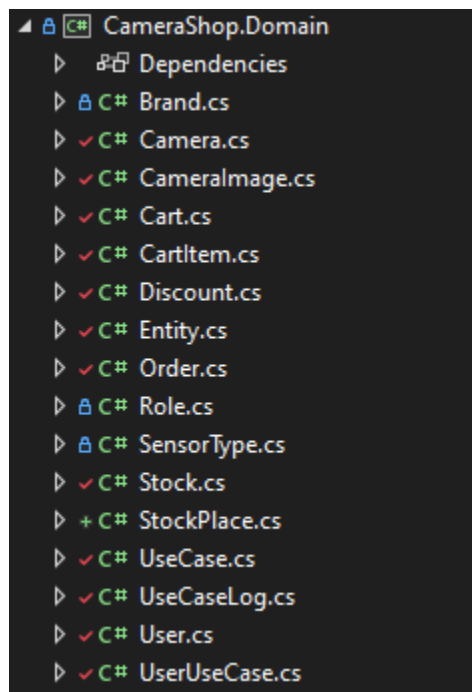 C# CameraShop.Domain
Dependencies
C# Brand.cs
C# Camera.cs
C# CameraImage.cs
C# Cart.cs
C# CartItem.cs
C# Discount.cs
C# Entity.cs
C# Order.cs
C# Role.cs
C# SensorType.cs
C# Stock.cs
+ C# StockPlace.cs
C# UseCase.cs
C# UseCaseLog.cs
C# User.cs
C# UserUseCase.cs